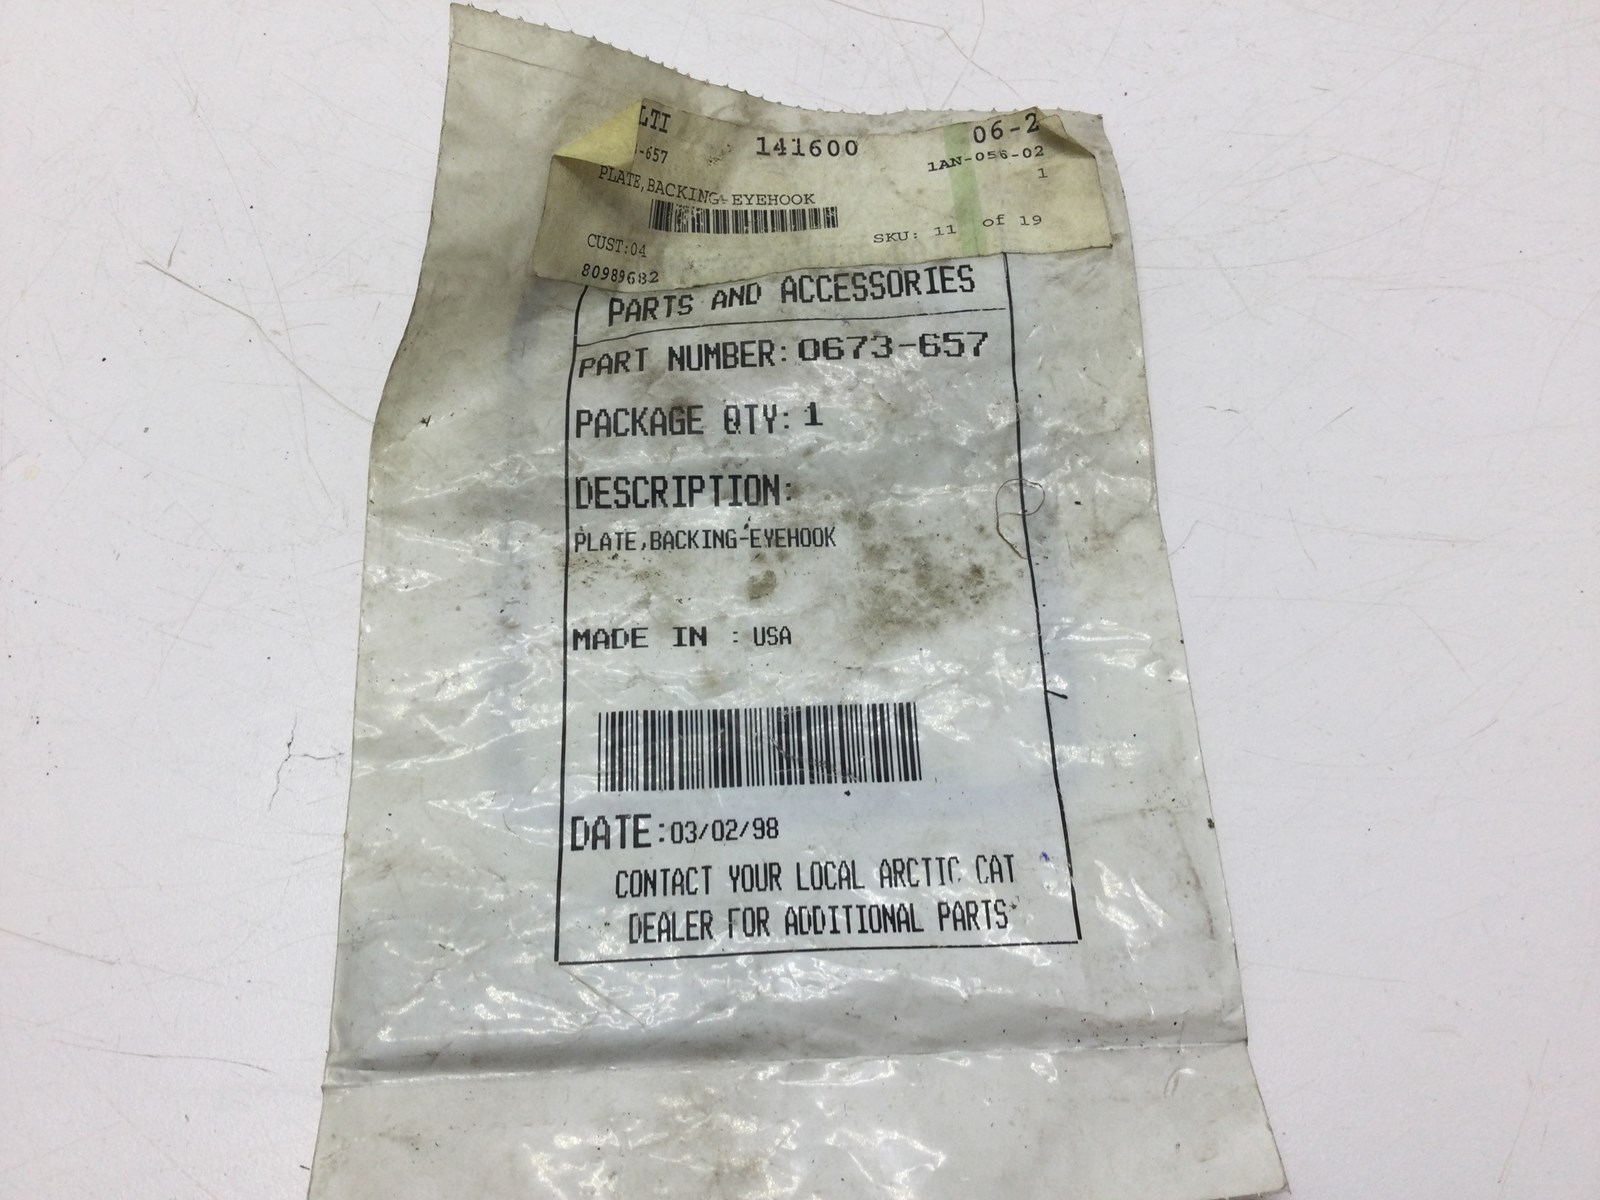 LTI 141600 06-2
-657 1AN-056-02
PLATE,BACKING-EYEHOOK 1
SKU: 11 of 19
CUST:04
80989682
PARTS AND ACCESSORIES
PART NUMBER: 0673-657
PACKAGE QTY: 1
DESCRIPTION:
PLATE,BACKING-EYEHOOK
MADE IN : USA
DATE:03/02/98
CONTACT YOUR LOCAL ARCTIC CAT
DEALER FOR ADDITIONAL PARTS